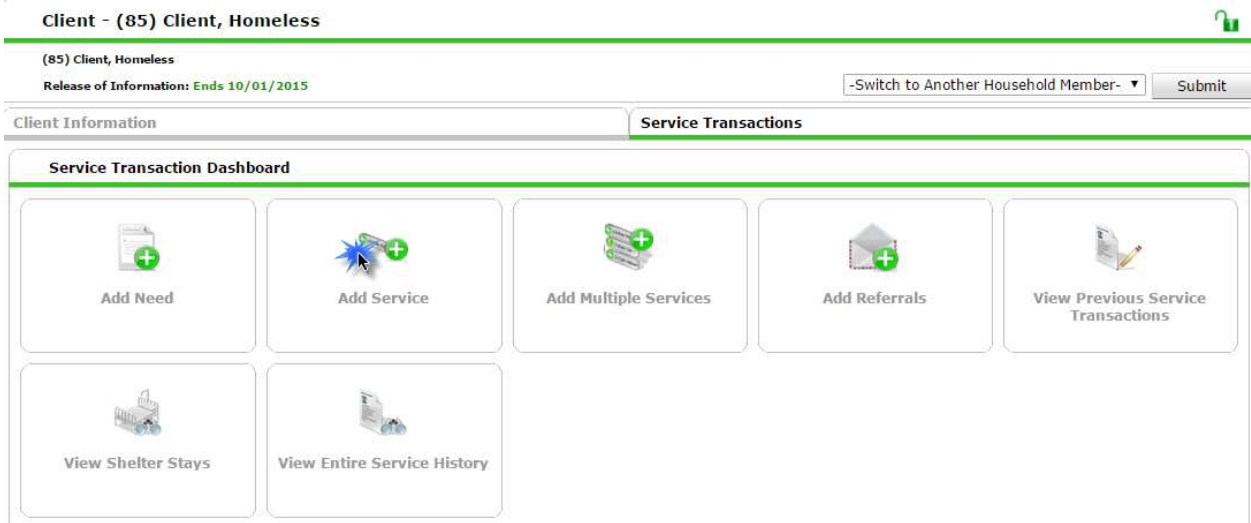 Client - (85) Client, Homeless
(85) Client, Homeless
Release of Information: Ends 10/01/2015
-Switch to Another Household Member-
Submit
Client Information
Service Transactions
Service Transaction Dashboard
Add Need
Add Service
Add Multiple Services
Add Referrals
View Previous Service
Transactions
View Shelter Stays
View Entire Service History